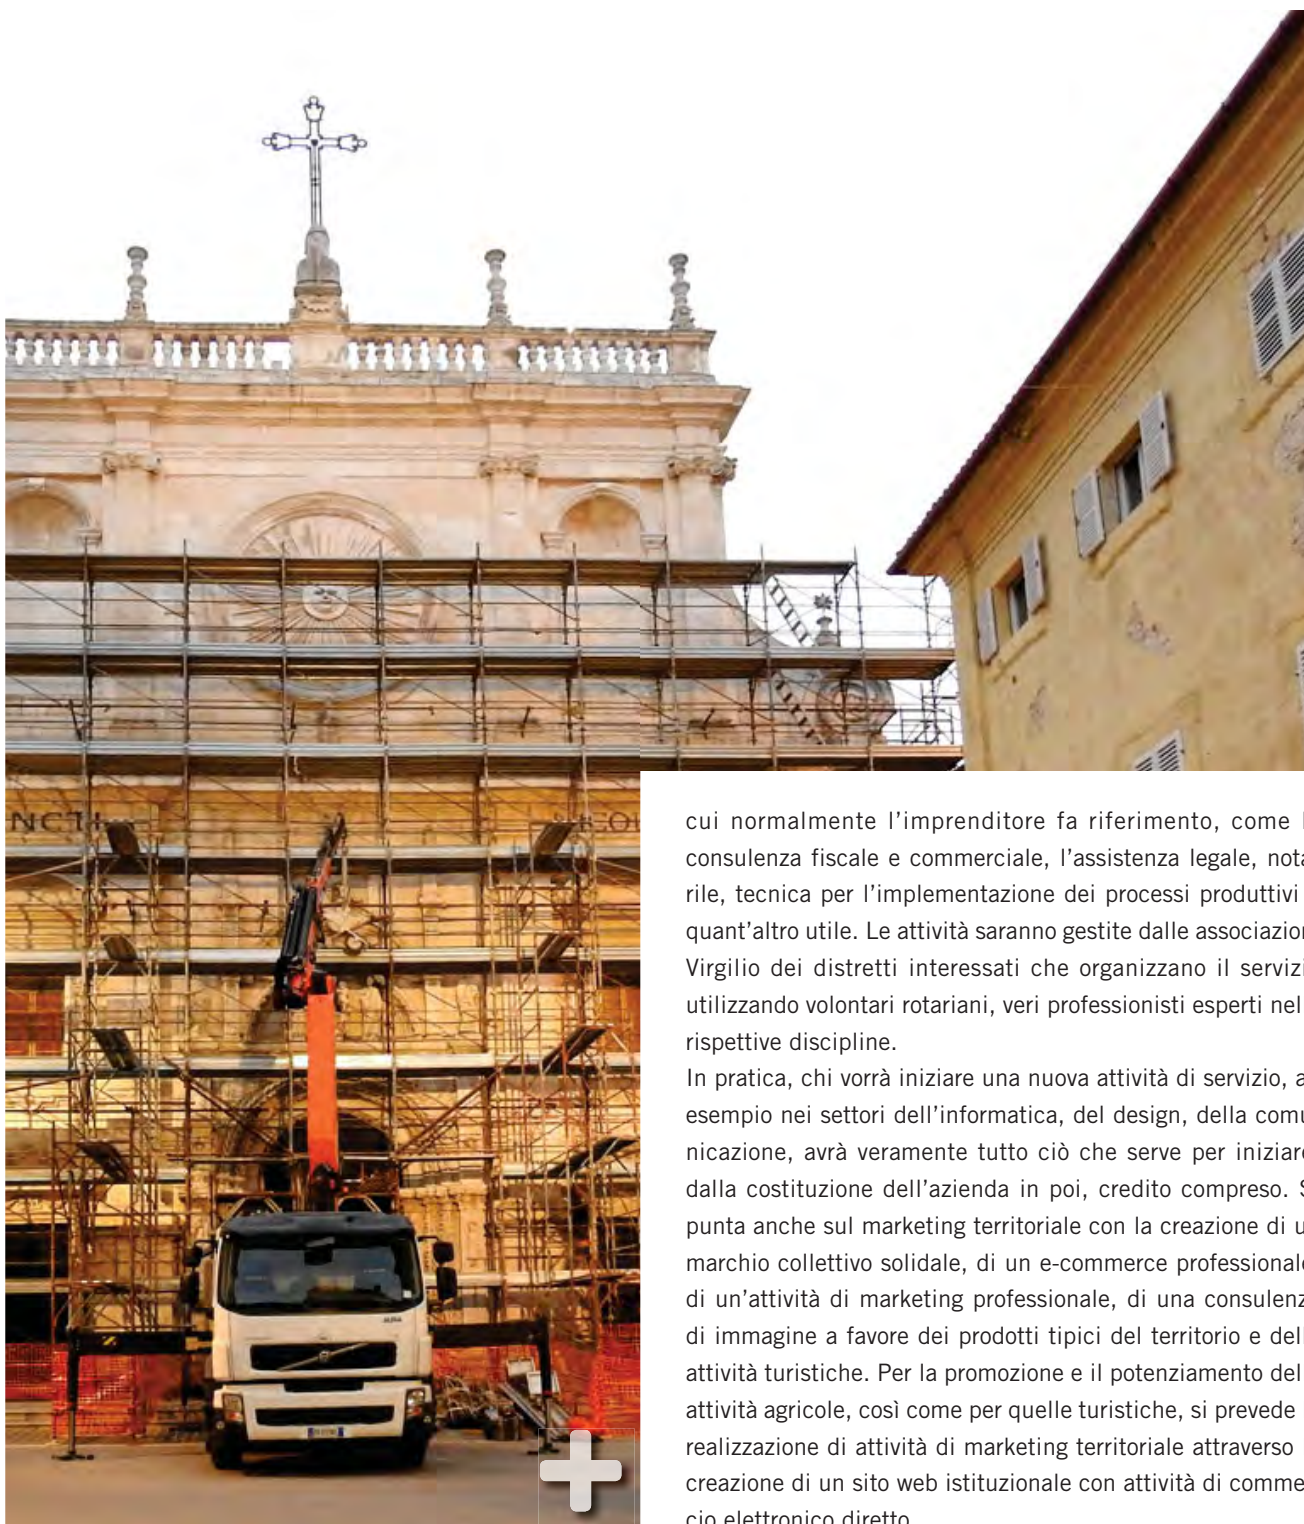 NCTI
cui normalmente l'imprenditore fa riferimento, come
consulenza fiscale e commerciale, l'assistenza legale, nota
rile, tecnica per l'implementazione dei processi produttivi
quant'altro utile. Le attività saranno gestite dalle associazion
Virgilio dei distretti interessati che organizzano il servizi
utilizzando volontari rotariani, veri professionisti esperti nel
rispettive discipline.
In pratica, chi vorrà iniziare una nuova attività di servizio, a
esempio nei settori dell'informatica, del design, della comu
nicazione, avrà veramente tutto ciò che serve per iniziare
dalla costituzione dell'azienda in poi, credito compreso. S
punta anche sul marketing territoriale con la creazione di u
marchio collettivo solidale, di un e-commerce professionale
di un'attività di marketing professionale, di una consulenz
di immagine a favore dei prodotti tipici del territorio e dell
attività turistiche. Per la promozione e il potenziamento del
attività agricole, così come per quelle turistiche, si prevede
realizzazione di attività di marketing territoriale attraverso
creazione di un sito web istituzionale con attività di comme
cio elettronico diretto